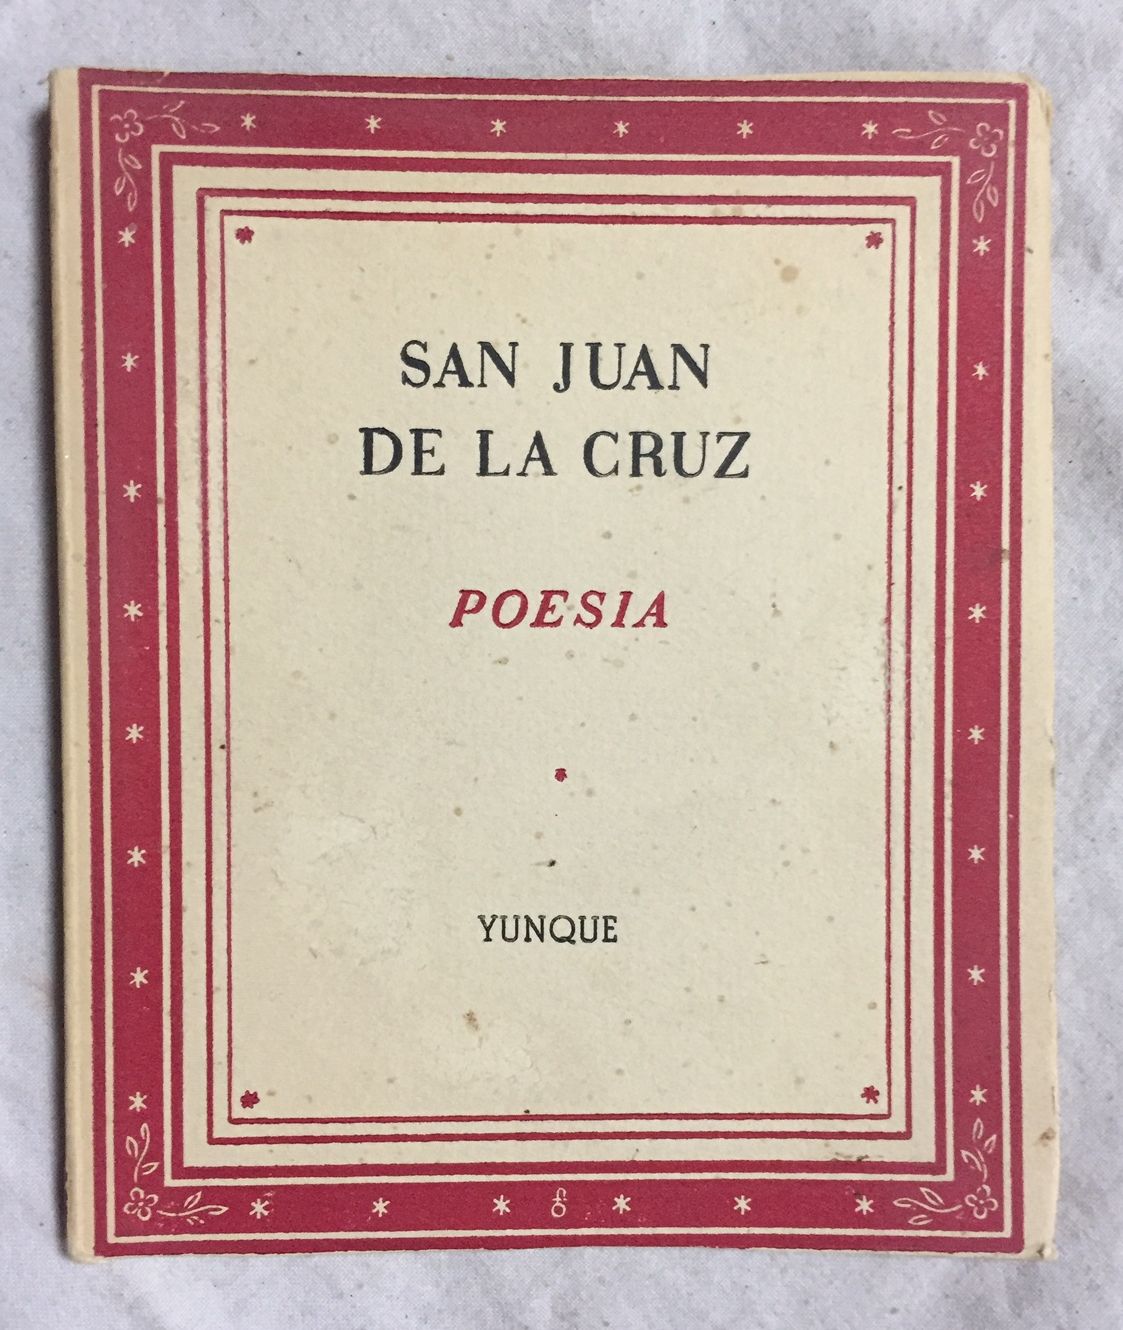 SAN JUAN
DE LA CRUZ
POESIA
YUNQUE